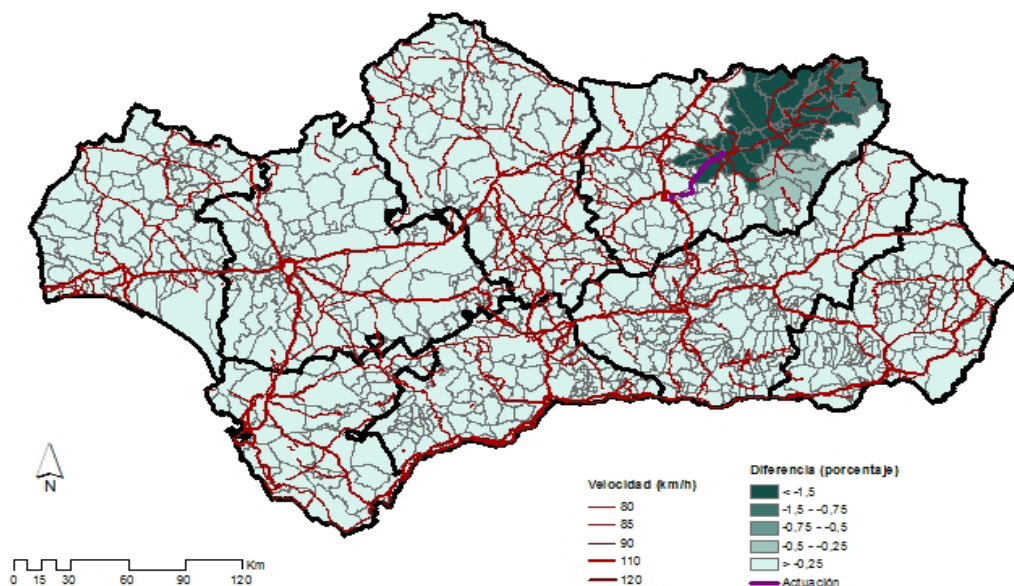 N
Km
0 15 30 60 90 120
Velocidad (km/h)
80
85
90
110
120
Diferencia (porcentaje)
< -1,5
-1,5 - -0,75
-0,75 - -0,5
-0,5 - -0,25
> -0,25
Actuación